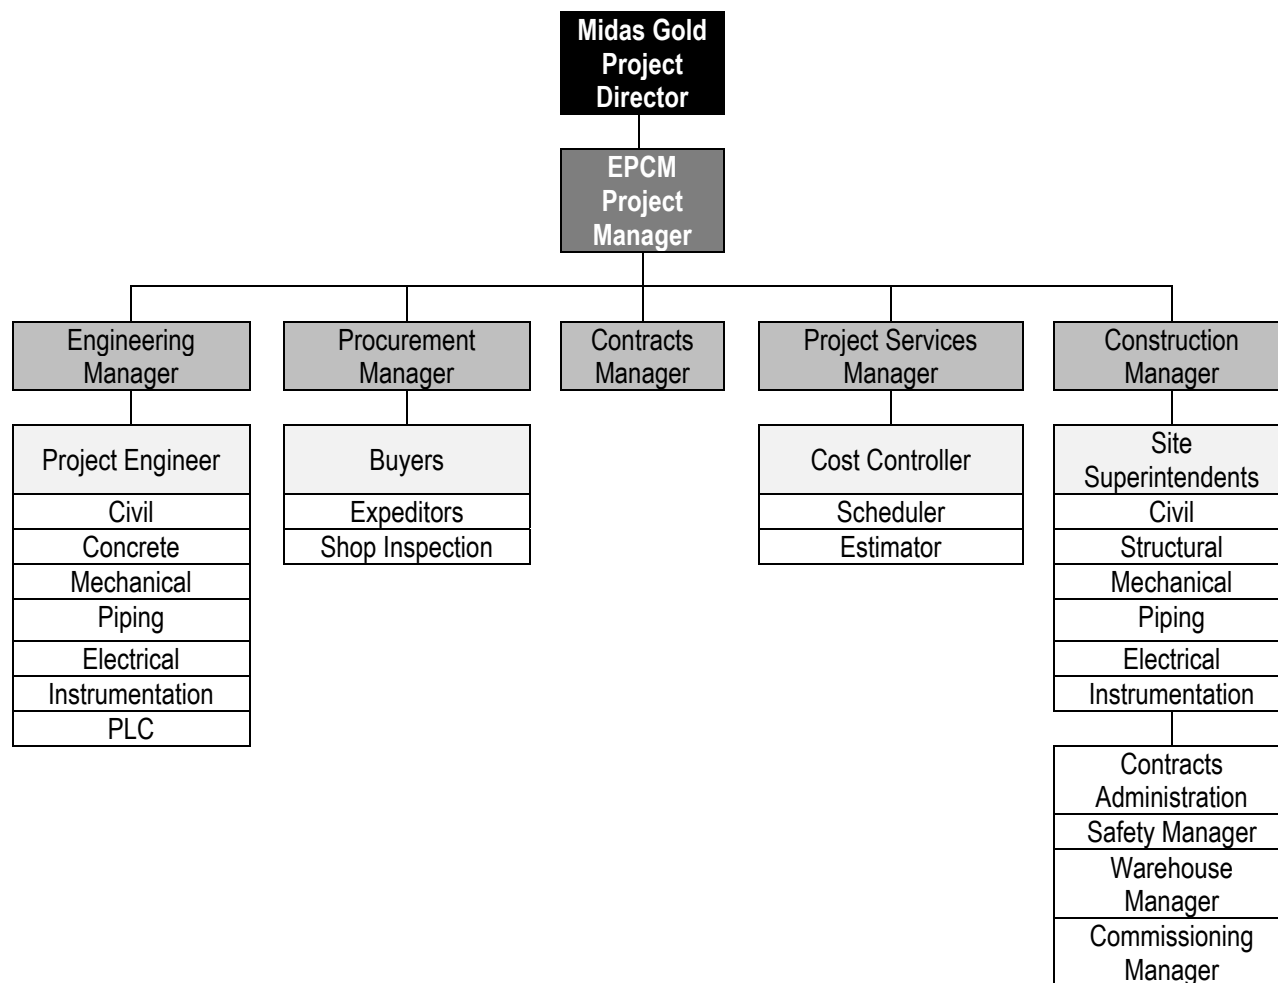 Midas Gold
Project
Director
EPCM
Project
Manager
Engineering
Manager
Procurement
Manager
Contracts
Manager
Project Services
Manager
Construction
Manager
Project Engineer
Civil
Concrete
Mechanical
Piping
Electrical
Instrumentation
PLC
Buyers
Expeditors
Shop Inspection
Cost Controller
Scheduler
Estimator
Site
Superintendents
Civil
Structural
Mechanical
Piping
Electrical
Instrumentation
Contracts
Administration
Safety Manager
Warehouse
Manager
Commissioning
Manager